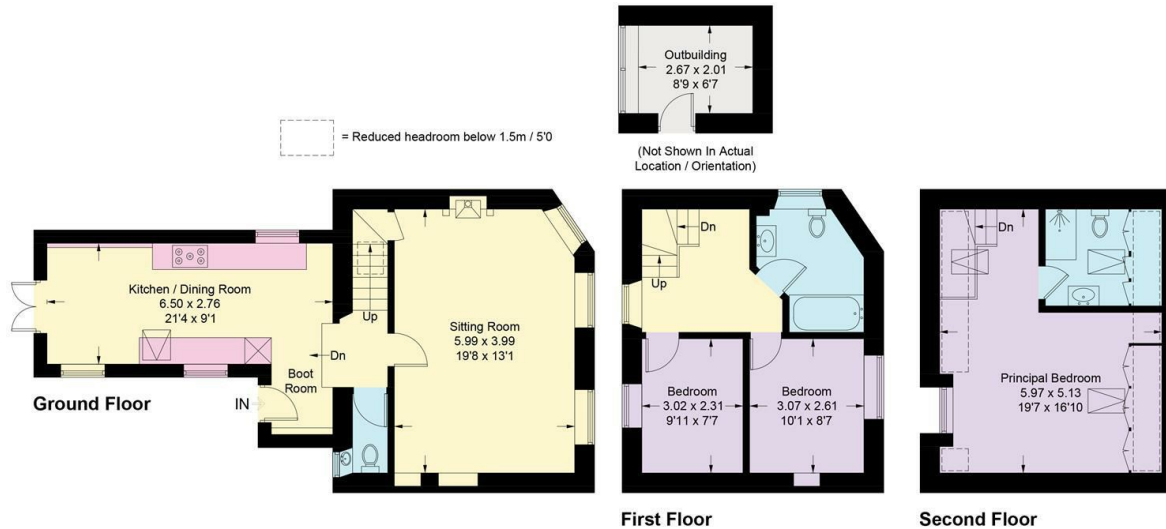 Outbuilding
2.67 x 2.01
8'9 x 6'7
= Reduced headroom below 1.5m / 5'0
(Not Shown In Actual
Location / Orientation)
Kitchen / Dining Room
6.50 x 2.76
21'4 x 9'1
Up
Dn
Boot
Room
IN
Sitting Room
5.99 x 3.99
19'8 x 13'1
Ground Floor
Dn
Up
Bedroom
3.02 x 2.31
9'11 x 7'7
Bedroom
3.07 x 2.61
10'1 x 8'7
First Floor
Dn
Principal Bedroom
5.97 x 5.13
19'7 x 16'10
Second Floor